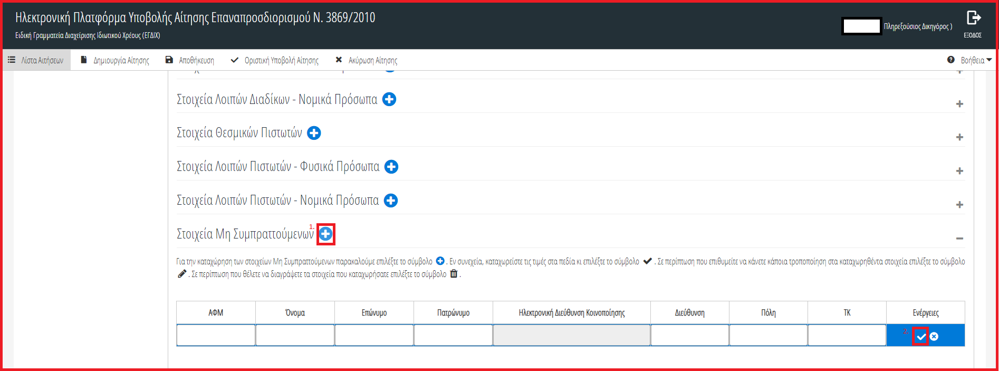 Ηλεκτρονική Πλατφόρμα Υποβολής Αίτησης Επαναπροσδιορισμού Ν. 3869/2010
Ειδική Γραμματεία Διαχείρισης Ιδιωτικού Χρέους (ΕΓΔΙΧ)
Πληρεξούσιος Δικηγόρος )
ΕΞΟΔΟΣ
Λίστα Αιτήσεων Δημιουργία Αίτησης Αποθήκευση Οριστική Υποβολή Αίτησης Ακύρωση Αίτησης Βοήθεια
Στοιχεία Λοιπών Διαδίκων - Νομικά Πρόσωπα
Στοιχεία Θεσμικών Πιστωτών
Στοιχεία Λοιπών Πιστωτών - Φυσικά Πρόσωπα
Στοιχεία Λοιπών Πιστωτών - Νομικά Πρόσωπα
Στοιχεία Μη Συμπραττούμενων 1.
Για την καταχώρηση των στοιχείων Μη Συμπραττούμενων παρακαλούμε επιλέξτε το σύμβολο . Εν συνεχεία, καταχωρείστε τις τιμές στα πεδία κι επιλέξτε το σύμβολο . Σε περίπτωση που επιθυμείτε να κάνετε κάποια τροποποίηση στα καταχωρηθέντα στοιχεία επιλέξτε το σύμβολο
. Σε περίπτωση που θέλετε να διαγράψετε τα στοιχεία που καταχωρήσατε επιλέξτε το σύμβολο .
ΑΦΜ Όνομα Επώνυμο Πατρώνυμο Ηλεκτρονική Διεύθυνση Κοινοποίησης Διεύθυνση Πόλη ΤΚ Ενέργειες
2.